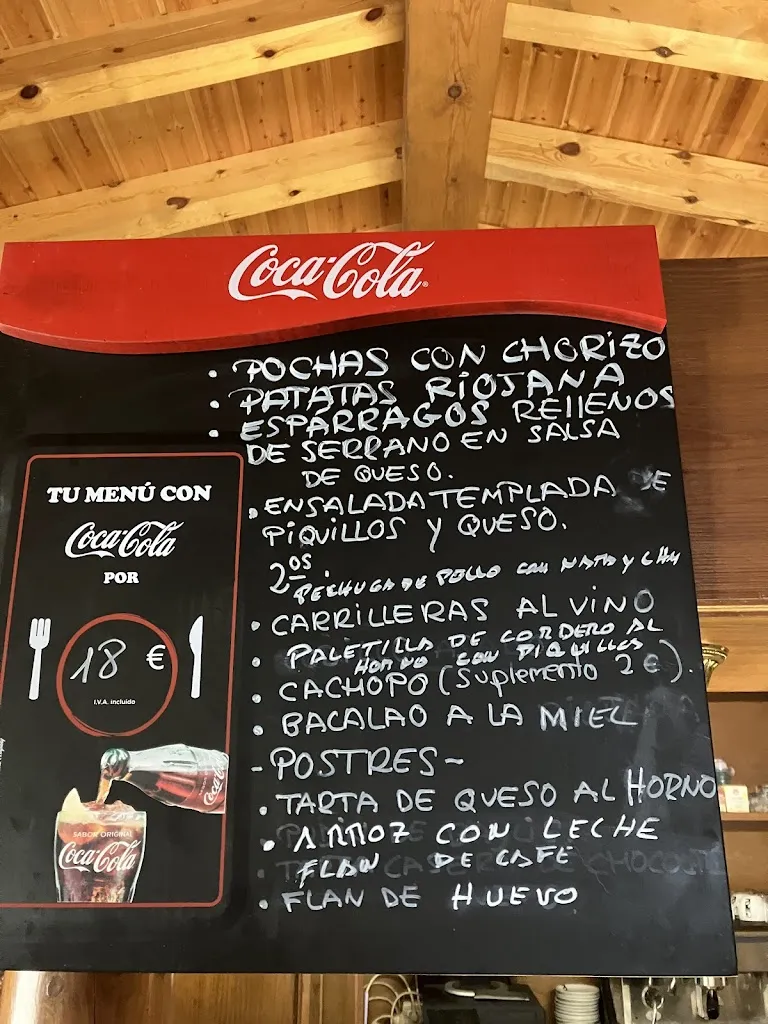 Coca-Cola
• POCHAS CON CHORIZO
• PATATAS RIOJANA
• ESPARRAGOS RELLENOS
DE SERRANO EN SALSA
DE QUESO.
• ENSALADA TEMPLADA DE
PIQUILLOS Y QUESO.
2os.
PECHUGA DE POLLO CON NATA Y CHAM
• CARRILLERAS AL VINO
• PALETILLA DE CORDERO AL
HORNO CON PIQUILLOS
• CACHOPO (Suplemento 2 €).
• BACALAO A LA MIEL
- POSTRES -
• TARTA DE QUESO AL HORNO
• ARROZ CON LECHE
FLAN DE CAFE
• FLAN DE HUEVO
TU MENÚ CON
Coca-Cola
POR
18 €
I.V.A. incluido
SABOR ORIGINAL
Coca-Cola